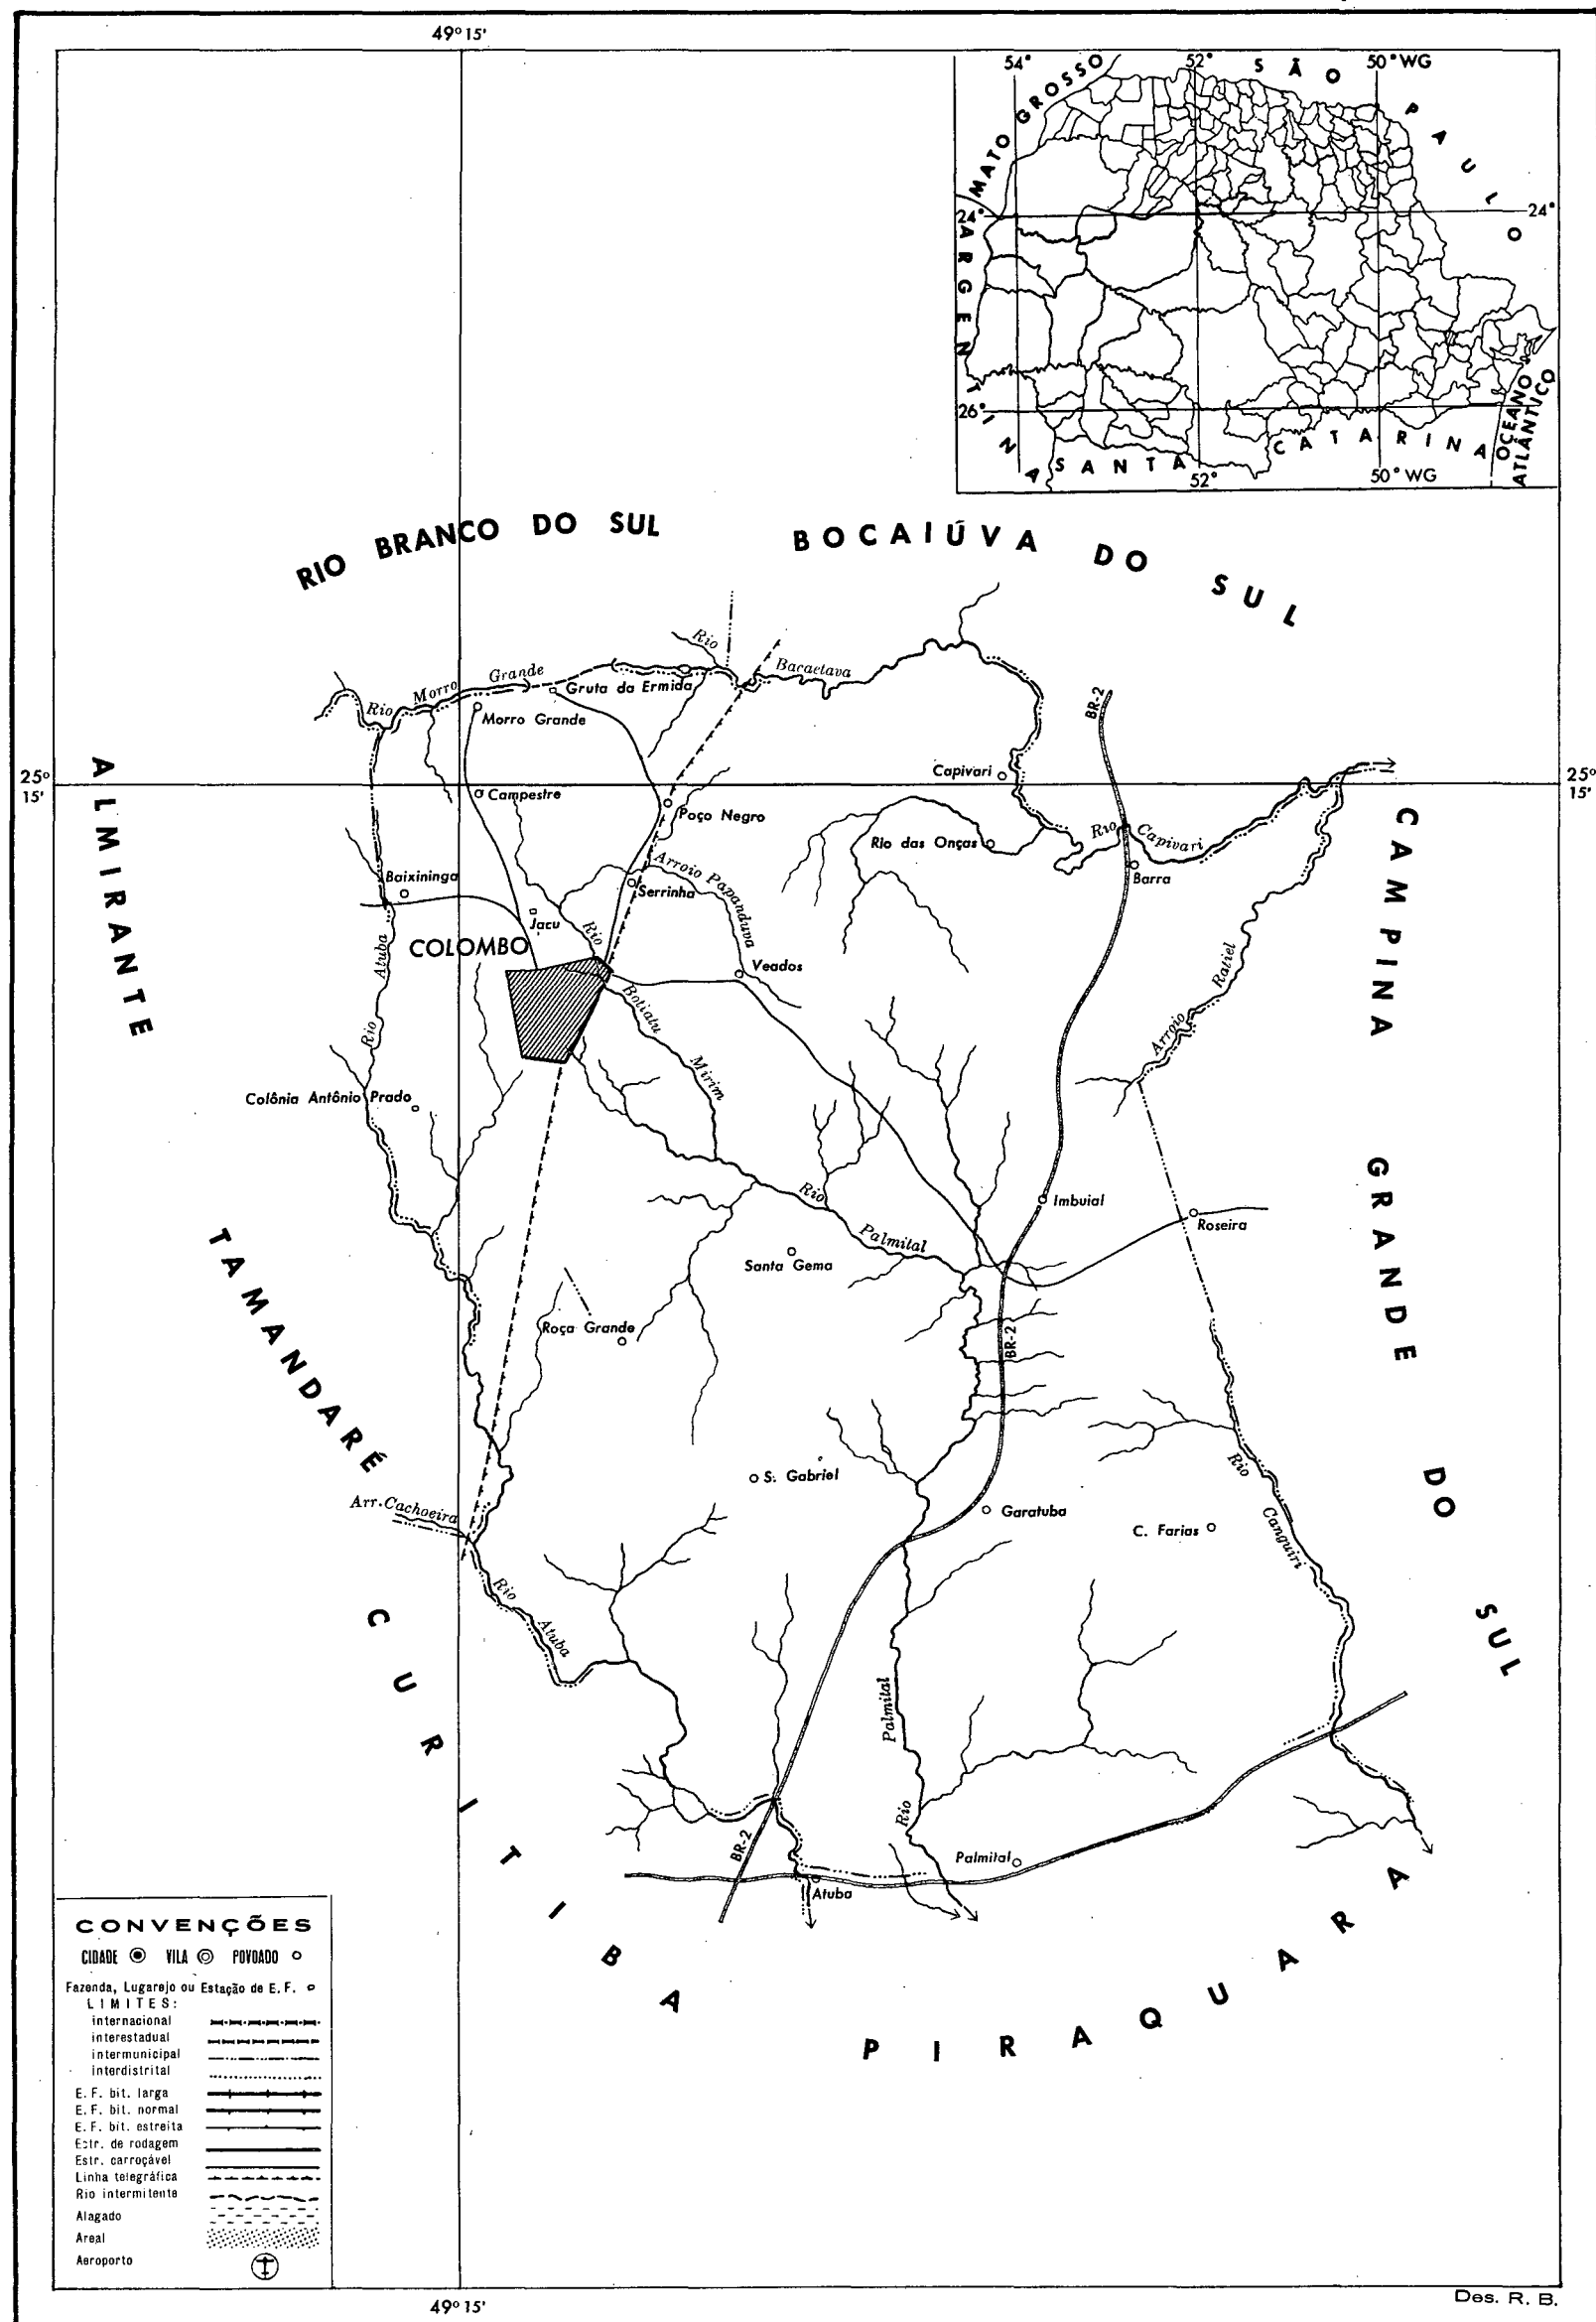 49° 15'
54°
52°
50° WG
SÃO PAULO
MATO GROSSO
24°
24°
ARGENTINA
26°
SANTA CATARINA
OCEANO
ATLÂNTICO
52°
50° WG
RIO BRANCO DO SUL
BOCAIÚVA DO SUL
Rio
Bacaetava
Rio Morro Grande
Gruta da Ermida
Morro Grande
BR-2
25°
15'
25°
15'
Capivari
Campestre
Poço Negro
Rio Capivari
Rio das Onças
Barra
Arroio Papanduva
Baixininga
Serrinha
Jacu
Rio
COLOMBO
Veados
Botiatu
Mirim
Rio Atuba
Arroio Ratiel
Colônia Antônio Prado
ALMIRANTE
TAMANDARÉ
CAMPINA GRANDE DO SUL
Imbuial
Roseira
Rio Palmital
Santa Gema
Roça Grande
BR-2
S. Gabriel
Garatuba
C. Farias
Rio Canguiri
Arr. Cachoeira
Rio Atuba
Palmital
Rio
BR-2
Palmital
Atuba
CURITIBA
PIRAQUARA
CONVENÇÕES
CIDADE VILA POVOADO
Fazenda, Lugarejo ou Estação de E. F.
LIMITES:
internacional
interestadual
intermunicipal
interdistrital
E. F. bit. larga
E. F. bit. normal
E. F. bit. estreita
Estr. de rodagem
Estr. carroçável
Linha telegráfica
Rio intermitente
Alagado
Areal
Aeroporto
49° 15'
Des. R. B.